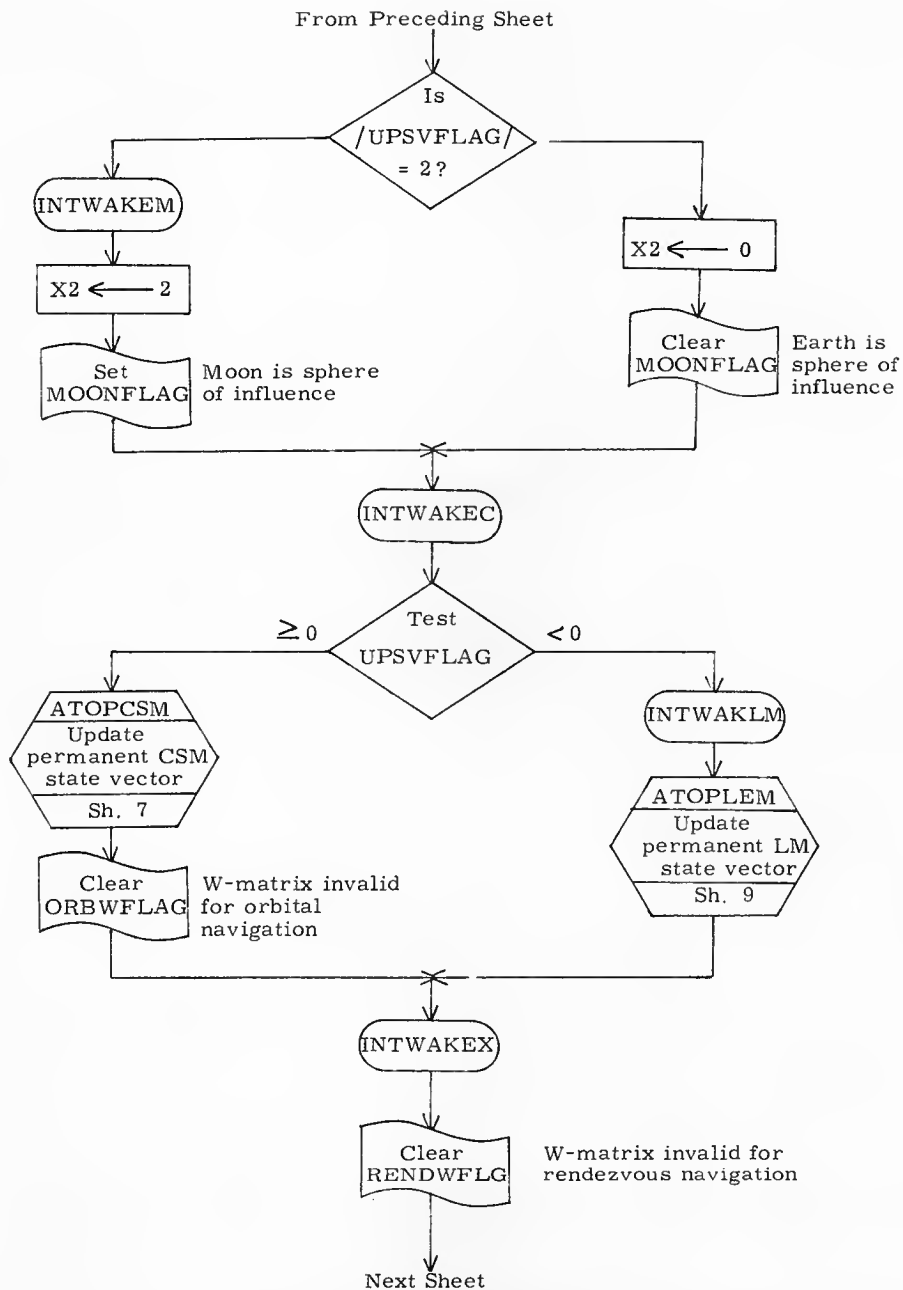 From Preceding Sheet
Is
/UPSVFLAG/
= 2?
INTWAKEM
X2 ← 2
X2 ← 0
Set
MOONFLAG
Moon is sphere
of influence
Clear
MOONFLAG
Earth is
sphere of
influence
INTWAKEC
Test
UPSVFLAG
≥ 0
< 0
ATOPCSM
Update
permanent CSM
state vector
Sh. 7
INTWAKLM
ATOPLEM
Update
permanent LM
state vector
Sh. 9
Clear
ORBWFLAG
W-matrix invalid
for orbital
navigation
INTWAKEX
Clear
RENDWFLG
W-matrix invalid for
rendezvous navigation
Next Sheet